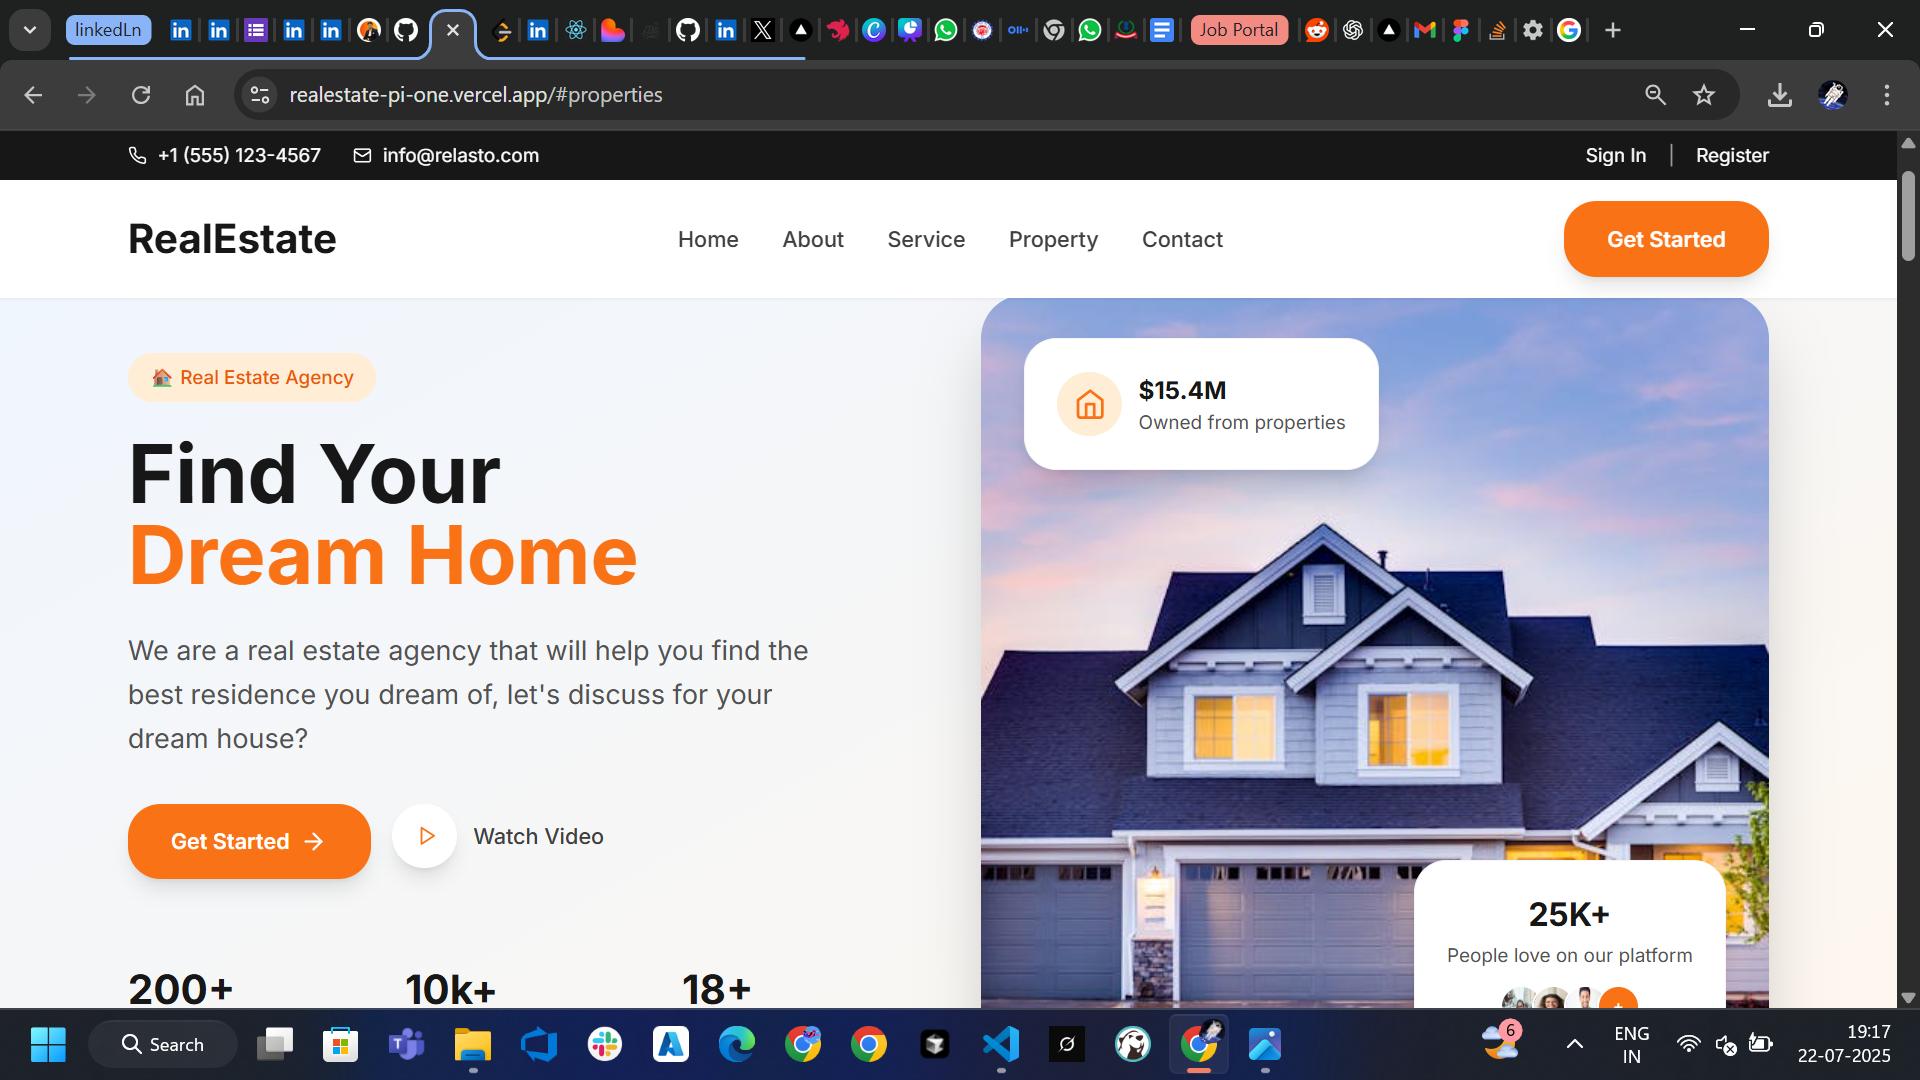 linkedLn
Job Portal
realestate-pi-one.vercel.app/#properties
+1 (555) 123-4567
info@relasto.com
Sign In
Register
RealEstate
Home
About
Service
Property
Contact
Get Started
Real Estate Agency
Find Your
Dream Home
We are a real estate agency that will help you find the
best residence you dream of, let's discuss for your
dream house?
Get Started
Watch Video
200+
10k+
18+
$15.4M
Owned from properties
25K+
People love on our platform
Search
6
ENG
IN
19:17
22-07-2025